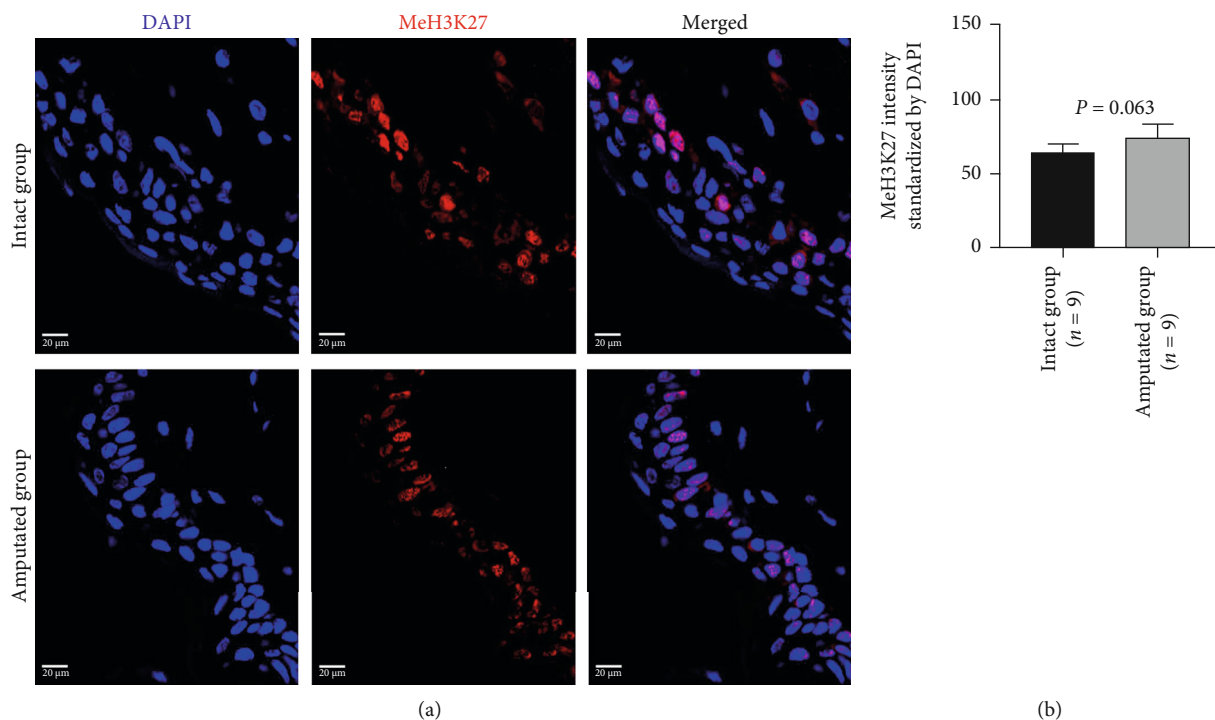 DAPI
MeH3K27
Merged
Intact group
20 µm
20 µm
20 µm
Amputated group
20 µm
20 µm
20 µm
(a)
MeH3K27 intensity
standardized by DAPI
150
100
50
0
P = 0.063
Intact group
(n = 9)
Amputated group
(n = 9)
(b)